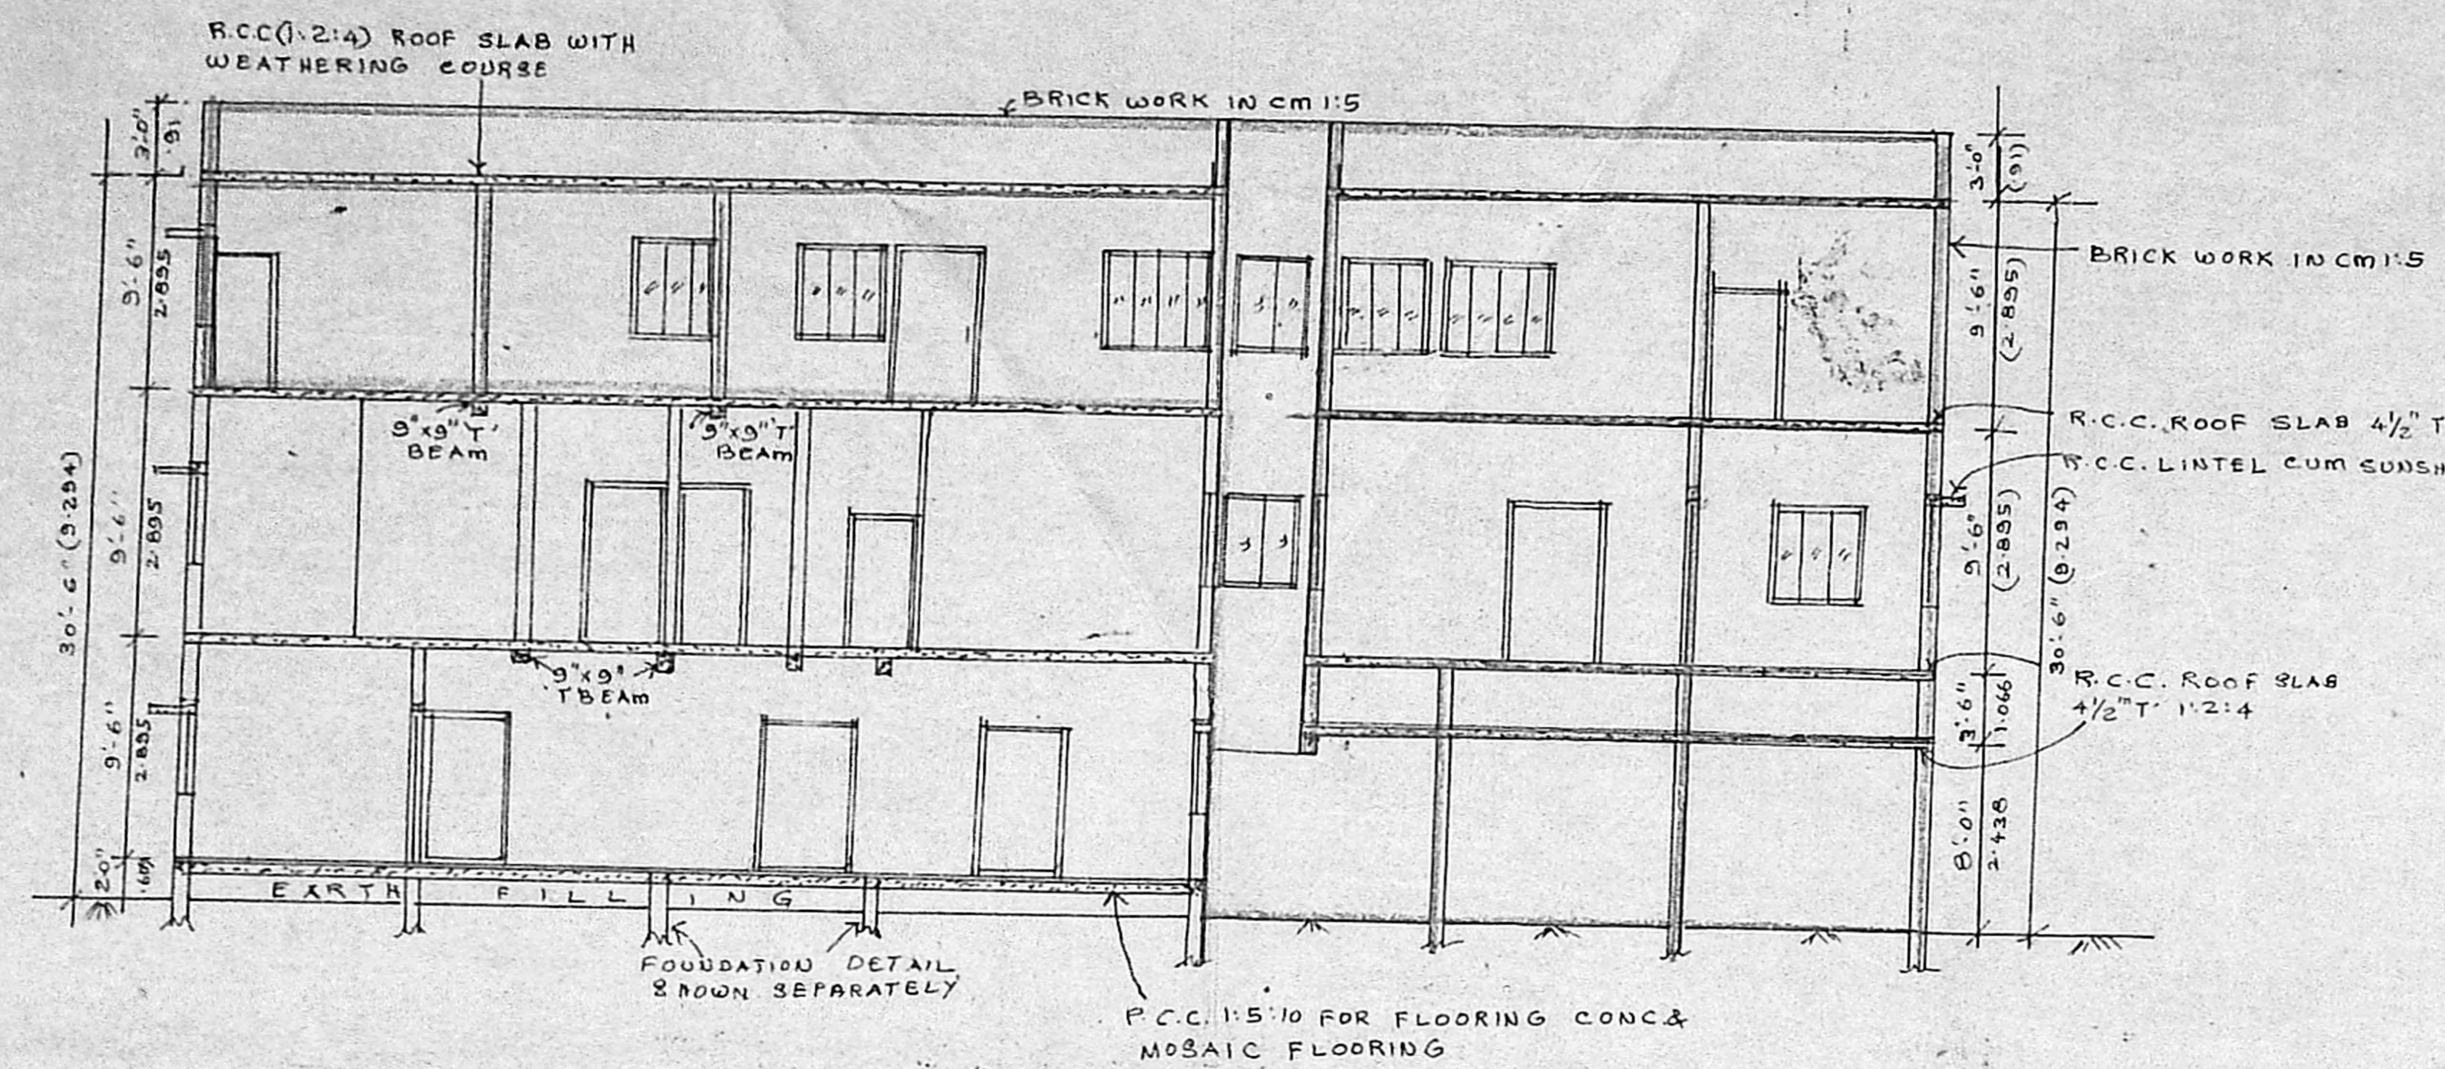 R.C.C (1:2:4) ROOF SLAB WITH
WEATHERING COURSE
BRICK WORK IN CM 1:5
3'-0"
.91
3'-0"
(.91)
9'-6"
2.895
9'-6"
(2.895)
BRICK WORK IN CM 1:5
9"x9" 'T'
BEAM
9"x9" 'T'
BEAM
R.C.C. ROOF SLAB 4½" T
R.C.C. LINTEL CUM SUNSH
30'-6" (9.294)
9'-6"
2.895
9'-6"
(2.895)
30'-6" (9.294)
9"x9"
'T BEAM
R.C.C. ROOF SLAB
4½" T 1:2:4
9'-6"
2.895
3'-6"
1.066
8'-0"
2.438
2'0"
.609
EARTH FILLING
FOUNDATION DETAIL
SHOWN SEPARATELY
P.C.C. 1:5:10 FOR FLOORING CONC &
MOSAIC FLOORING